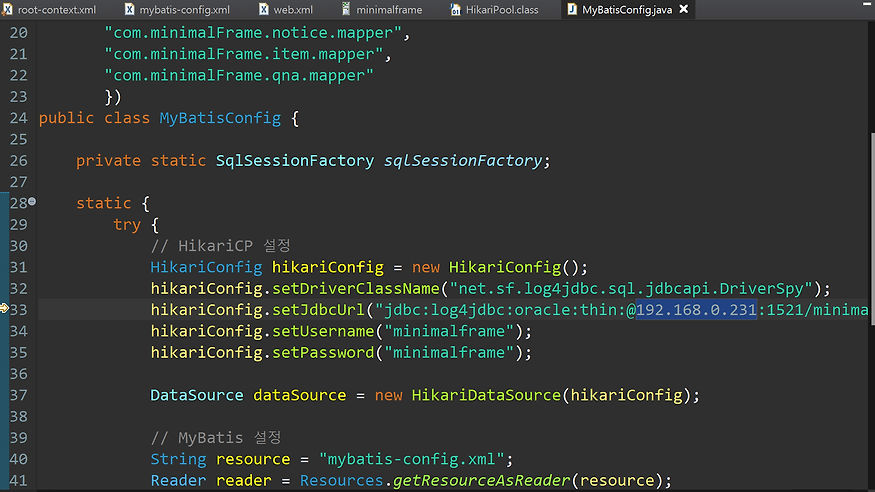 root-context.xml mybatis-config.xml web.xml minimalframe HikariPool.class MyBatisConfig.java
20 "com.minimalFrame.notice.mapper",
21 "com.minimalFrame.item.mapper",
22 "com.minimalFrame.qna.mapper"
23 })
24 public class MyBatisConfig {
25
26 private static SqlSessionFactory sqlSessionFactory;
27
28 static {
29 try {
30 // HikariCP 설정
31 HikariConfig hikariConfig = new HikariConfig();
32 hikariConfig.setDriverClassName("net.sf.log4jdbc.sql.jdbcapi.DriverSpy");
33 hikariConfig.setJdbcUrl("jdbc:log4jdbc:oracle:thin:@192.168.0.231:1521/minima
34 hikariConfig.setUsername("minimalframe");
35 hikariConfig.setPassword("minimalframe");
36
37 DataSource dataSource = new HikariDataSource(hikariConfig);
38
39 // MyBatis 설정
40 String resource = "mybatis-config.xml";
41 Reader reader = Resources.getResourceAsReader(resource);